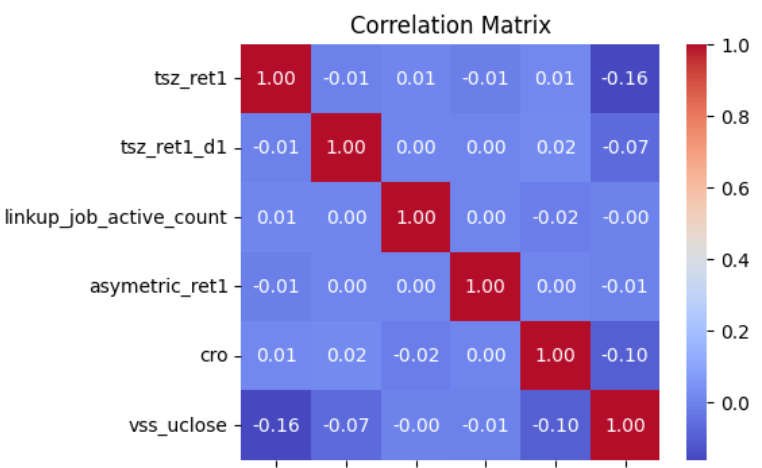 Correlation Matrix
tsz_ret1 1.00 -0.01 0.01 -0.01 0.01 -0.16
tsz_ret1_d1 -0.01 1.00 0.00 0.00 0.02 -0.07
linkup_job_active_count 0.01 0.00 1.00 0.00 -0.02 -0.00
asymetric_ret1 -0.01 0.00 0.00 1.00 0.00 -0.01
cro 0.01 0.02 -0.02 0.00 1.00 -0.10
vss_uclose -0.16 -0.07 -0.00 -0.01 -0.10 1.00
1.0
0.8
0.6
0.4
0.2
0.0